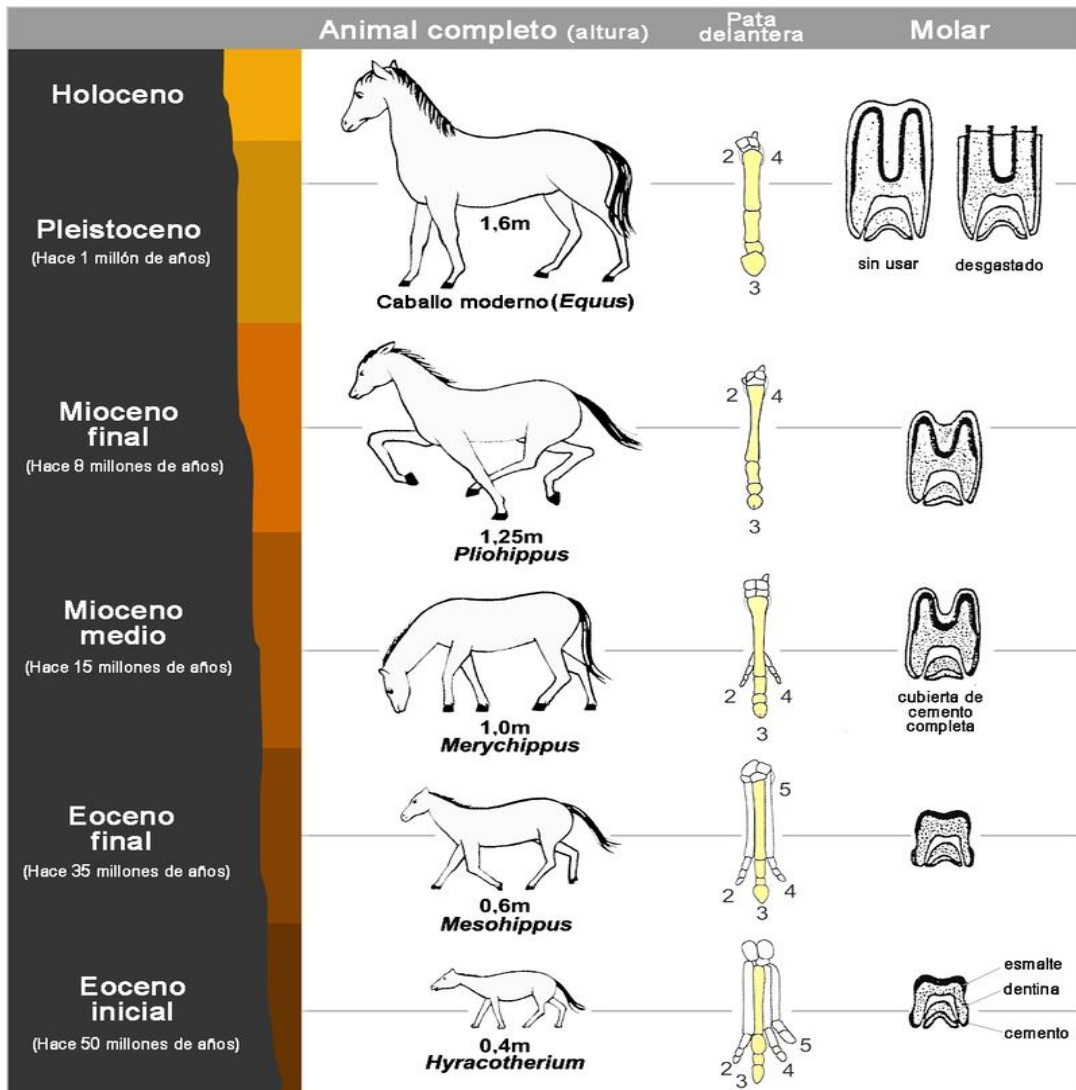 Animal completo (altura)
Pata
delantera
Molar
Holoceno
2
4
Pleistoceno
(Hace 1 millón de años)
1,6m
sin usar
desgastado
3
Caballo moderno (Equus)
2
4
Mioceno
final
(Hace 8 millones de años)
3
1,25m
Pliohippus
Mioceno
medio
(Hace 15 millones de años)
2
4
cubierta de
cemento
completa
1,0m
3
Merychippus
5
Eoceno
final
(Hace 35 millones de años)
2
4
0,6m
3
Mesohippus
esmalte
dentina
cemento
Eoceno
inicial
(Hace 50 millones de años)
5
0,4m
2
4
Hyracotherium
3